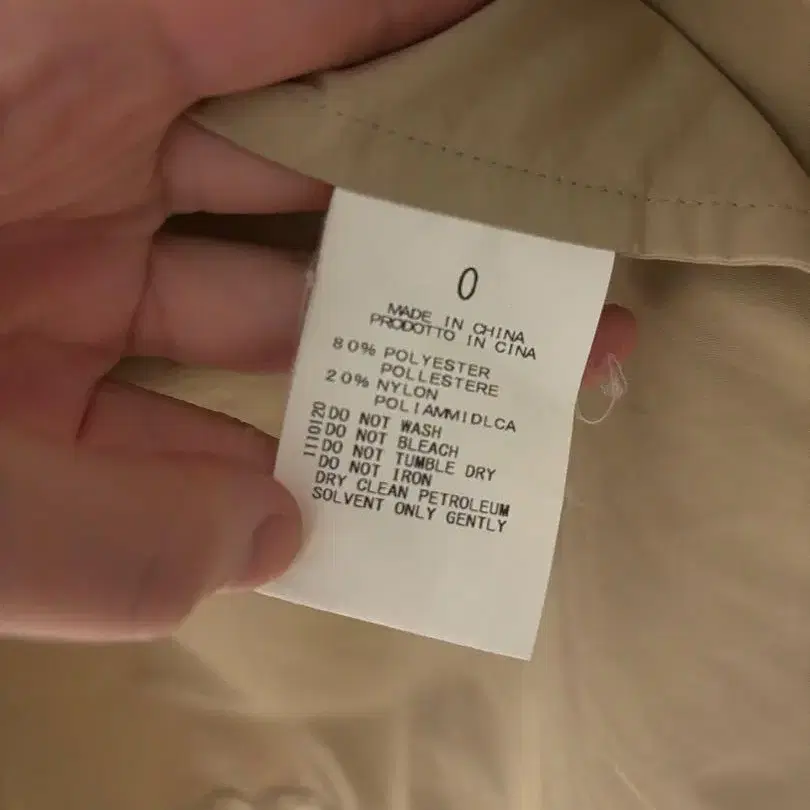 0
MADE IN CHINA
PRODOTTO IN CINA
80% POLYESTER
POLLESTERE
20% NYLON
POLIAMMIDLCA
DO NOT WASH
DO NOT BLEACH
DO NOT TUMBLE DRY
DO NOT IRON
DRY CLEAN PETROLEUM
SOLVENT ONLY GENTLY
1110120